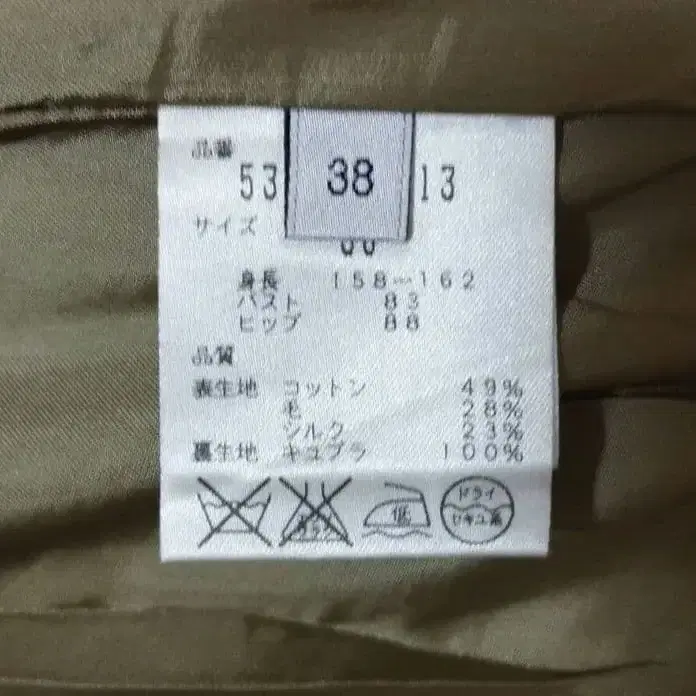 品番
53 13
38
サイズ
身長 158-162
バスト 83
ヒップ 88
品質
表生地 コットン 49%
毛 28%
シルク 23%
裏生地 キュプラ 100%
低
ドライ
セキユ系